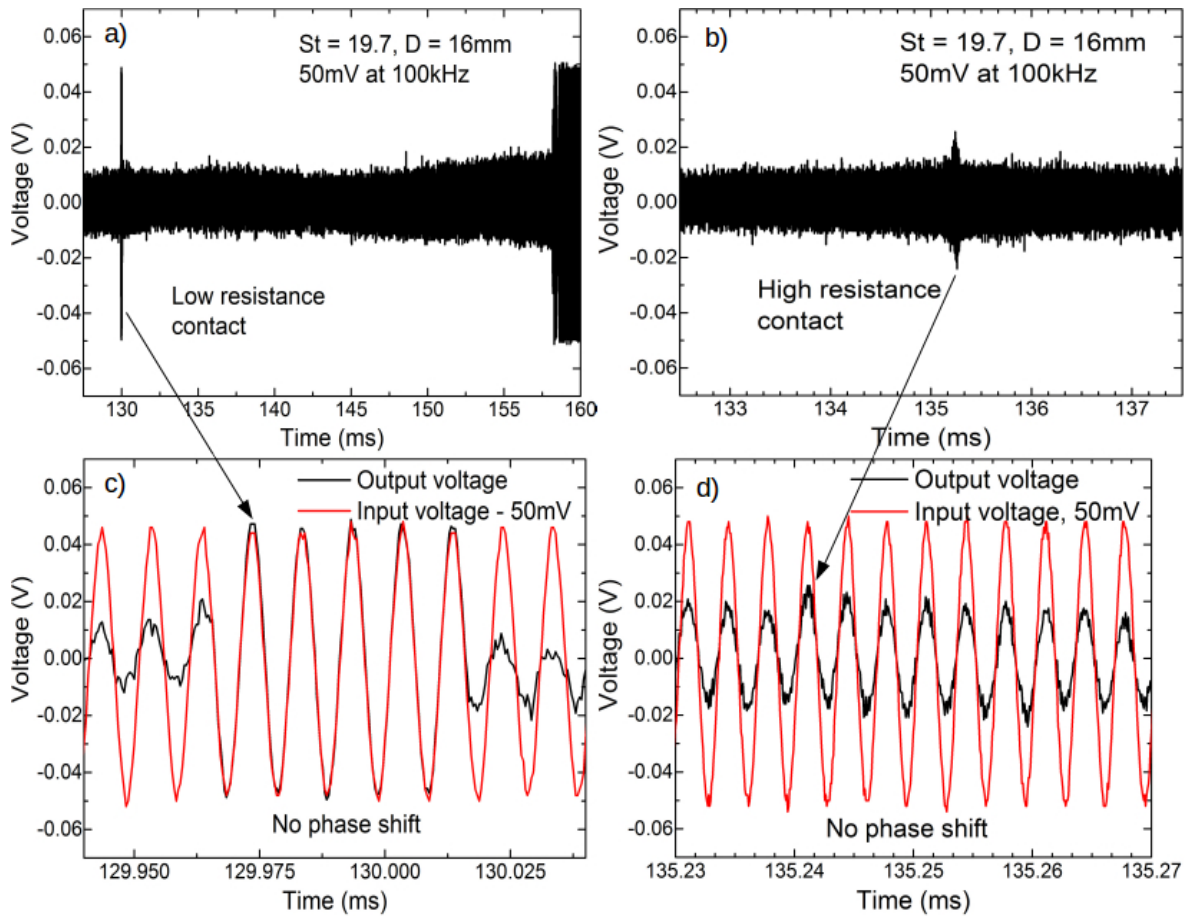 a)
St = 19.7, D = 16mm
50mV at 100kHz
Voltage (V)
0.06
0.04
0.02
0.00
-0.02
-0.04
-0.06
Low resistance
contact
130 135 140 145 150 155 160
Time (ms)
b)
St = 19.7, D = 16mm
50mV at 100kHz
Voltage (V)
0.06
0.04
0.02
0.00
-0.02
-0.04
-0.06
High resistance
contact
133 134 135 136 137
Time (ms)
c)
Output voltage
Input voltage - 50mV
Voltage (V)
0.06
0.04
0.02
0.00
-0.02
-0.04
-0.06
No phase shift
129.950 129.975 130.000 130.025
Time (ms)
d)
Output voltage
Input voltage, 50mV
Voltage (V)
0.06
0.04
0.02
0.00
-0.02
-0.04
-0.06
No phase shift
135.23 135.24 135.25 135.26 135.27
Time (ms)